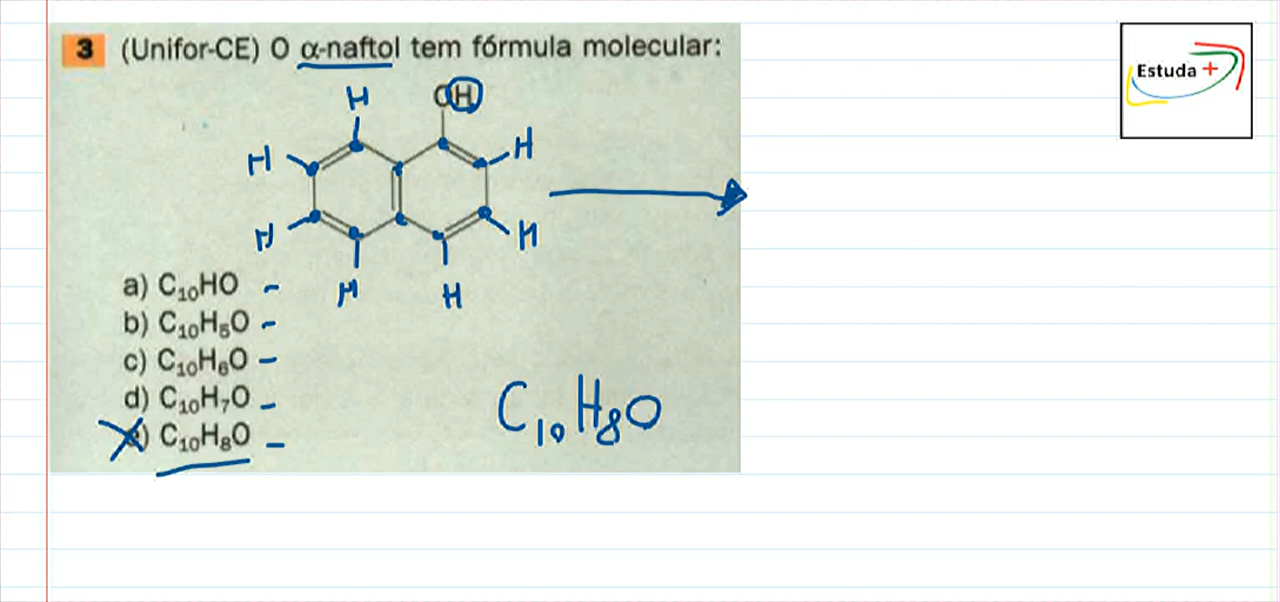 3 (Unifor-CE) O α-naftol tem fórmula molecular:
Estuda +
H OH
H H
H H
H H
a) C₁₀HO -
b) C₁₀H₅O -
c) C₁₀H₆O -
d) C₁₀H₇O -
e) C₁₀H₈O -
C₁₀H₈O